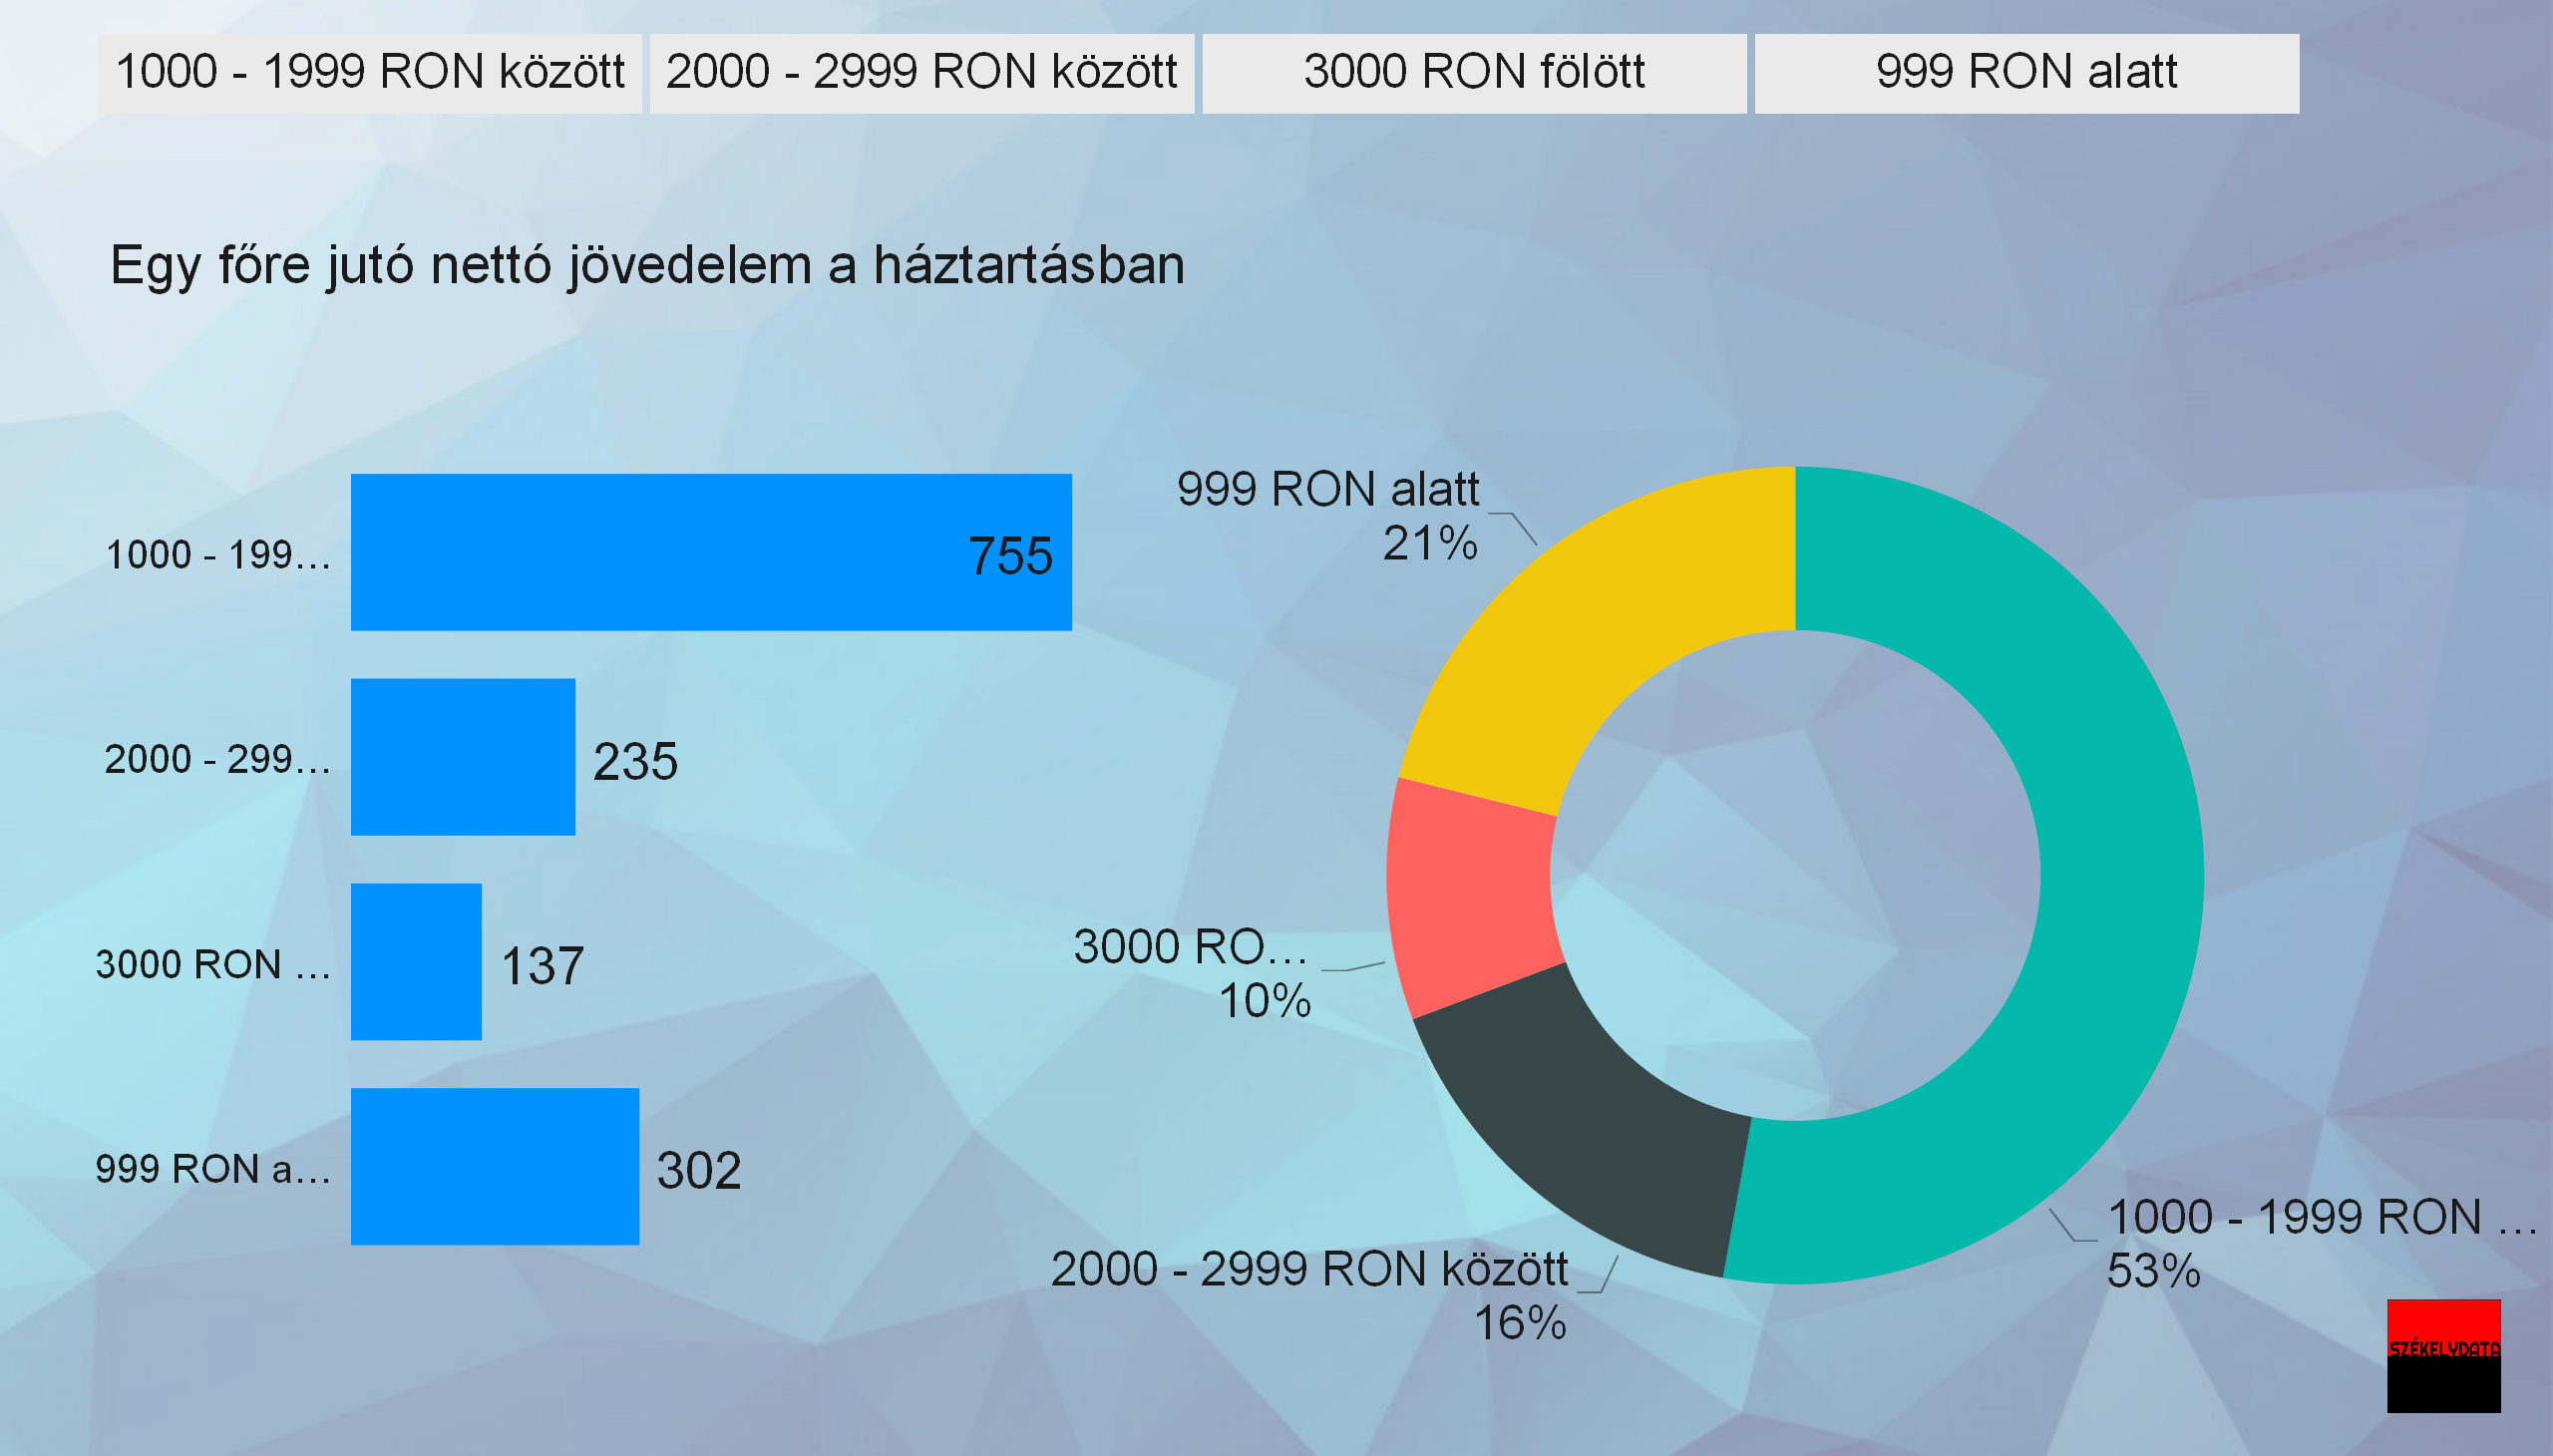 1000 - 1999 RON között
2000 - 2999 RON között
3000 RON fölött
999 RON alatt
Egy főre jutó nettó jövedelem a háztartásban
1000 - 199...
755
2000 - 299...
235
3000 RON ...
137
999 RON a...
302
999 RON alatt
21%
3000 RO...
10%
2000 - 2999 RON között
16%
1000 - 1999 RON ...
53%
SZÉKELYDATA